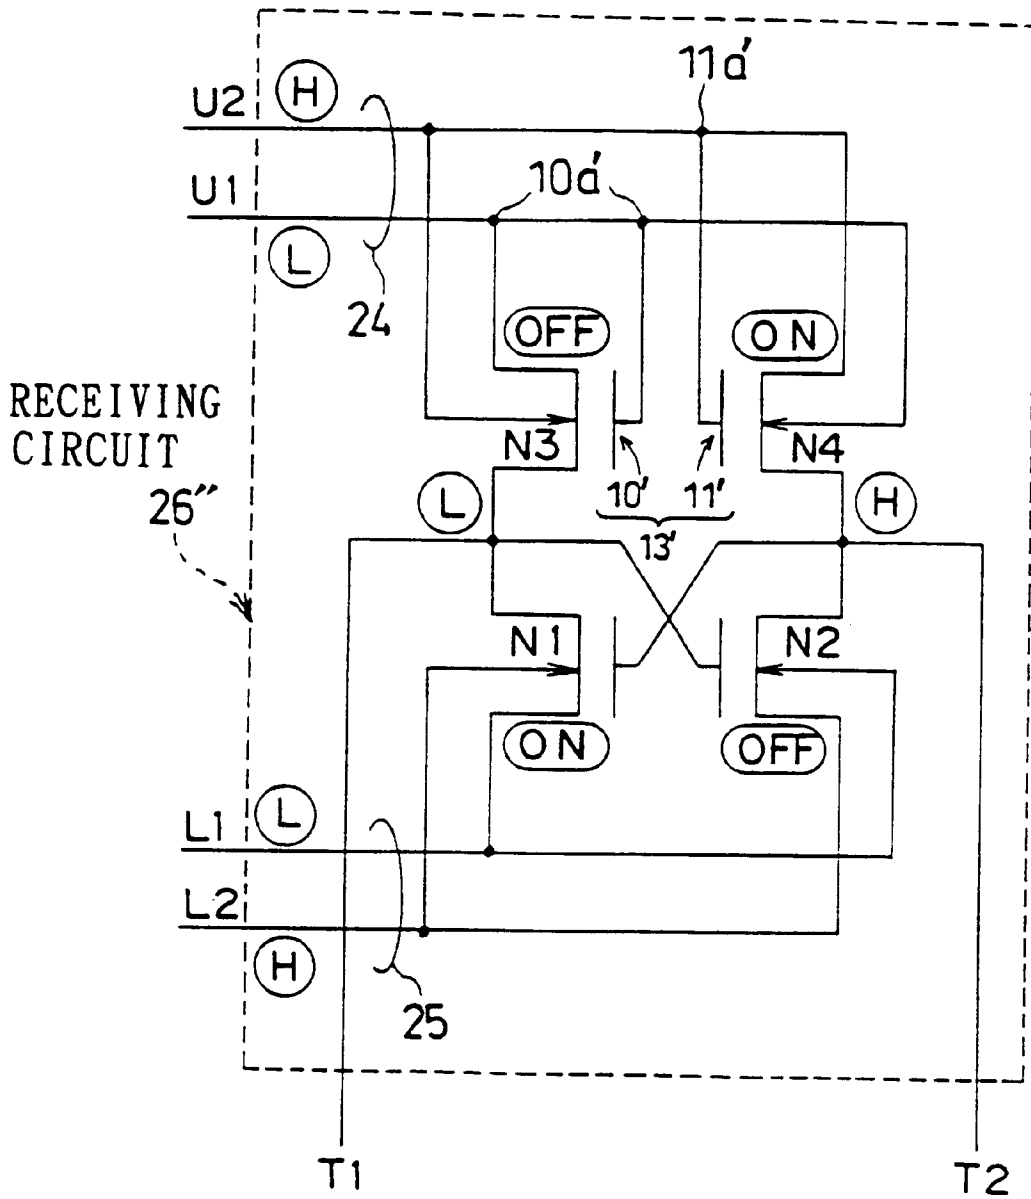 11a'
U2 H
U1
10a'
L
24
OFF
ON
RECEIVING
CIRCUIT
26''
N3
N4
10'
11'
13'
L
H
N1
N2
ON
OFF
L1 L
L2
H
25
T1
T2